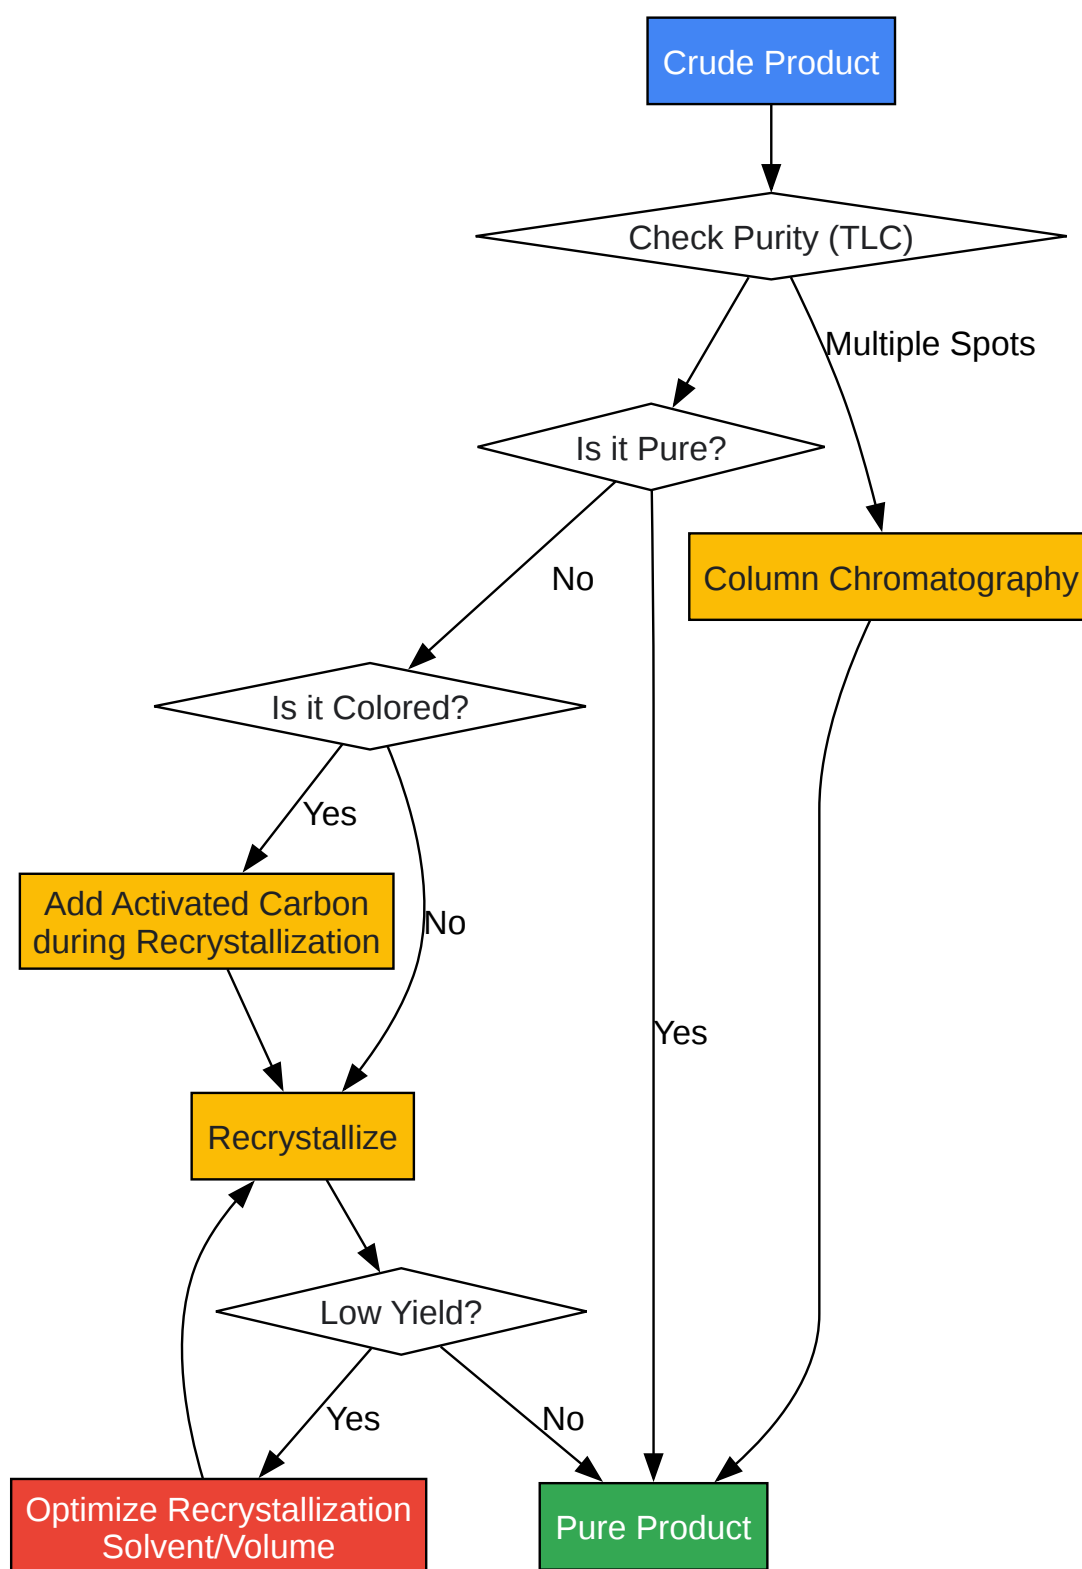 Crude Product
Check Purity (TLC)
Multiple Spots
Is it Pure?
No
Column Chromatography
Is it Colored?
Yes
Add Activated Carbon
during Recrystallization
No
Yes
Recrystallize
Low Yield?
Yes
No
Optimize Recrystallization
Solvent/Volume
Pure Product